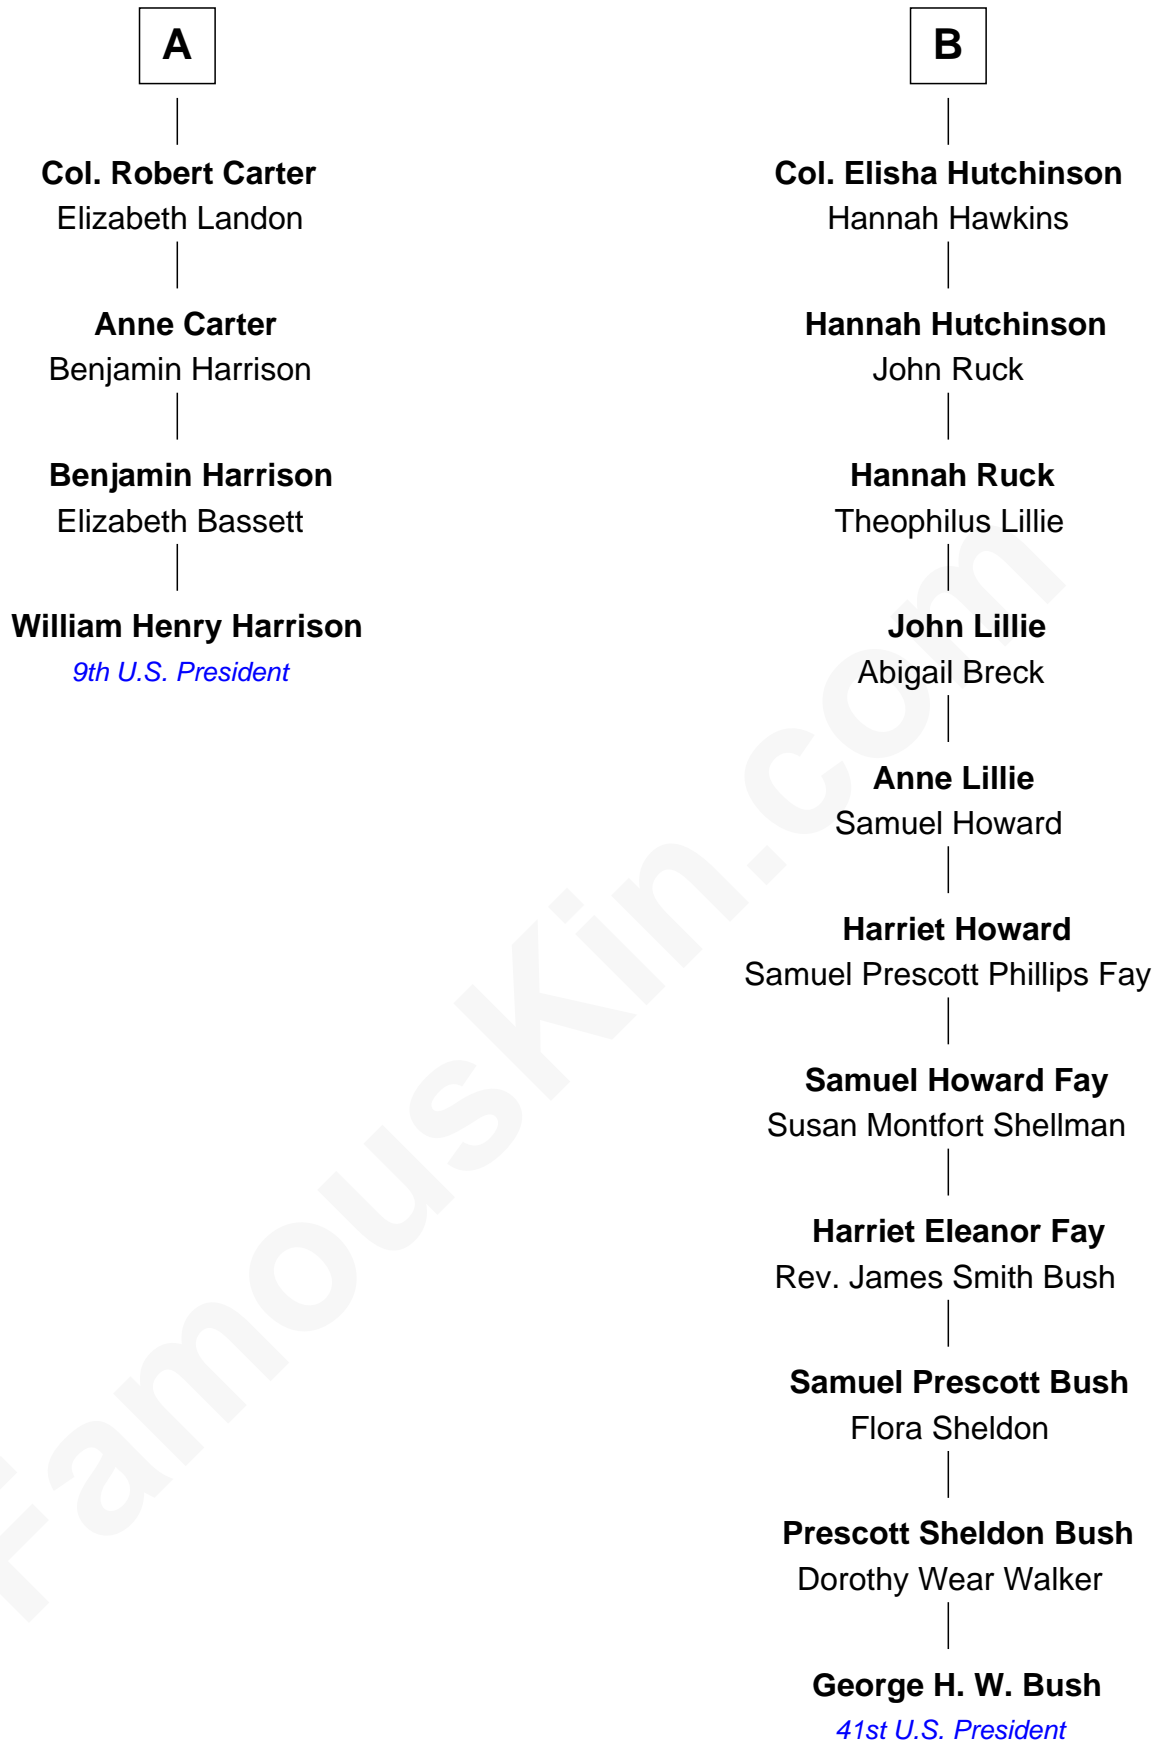 A
Col. Robert Carter
Elizabeth Landon
Anne Carter
Benjamin Harrison
Benjamin Harrison
Elizabeth Bassett
William Henry Harrison
9th U.S. President
B
Col. Elisha Hutchinson
Hannah Hawkins
Hannah Hutchinson
John Ruck
Hannah Ruck
Theophilus Lillie
John Lillie
Abigail Breck
Anne Lillie
Samuel Howard
Harriet Howard
Samuel Prescott Phillips Fay
Samuel Howard Fay
Susan Montfort Shellman
Harriet Eleanor Fay
Rev. James Smith Bush
Samuel Prescott Bush
Flora Sheldon
Prescott Sheldon Bush
Dorothy Wear Walker
George H. W. Bush
41st U.S. President
FamousKin.com